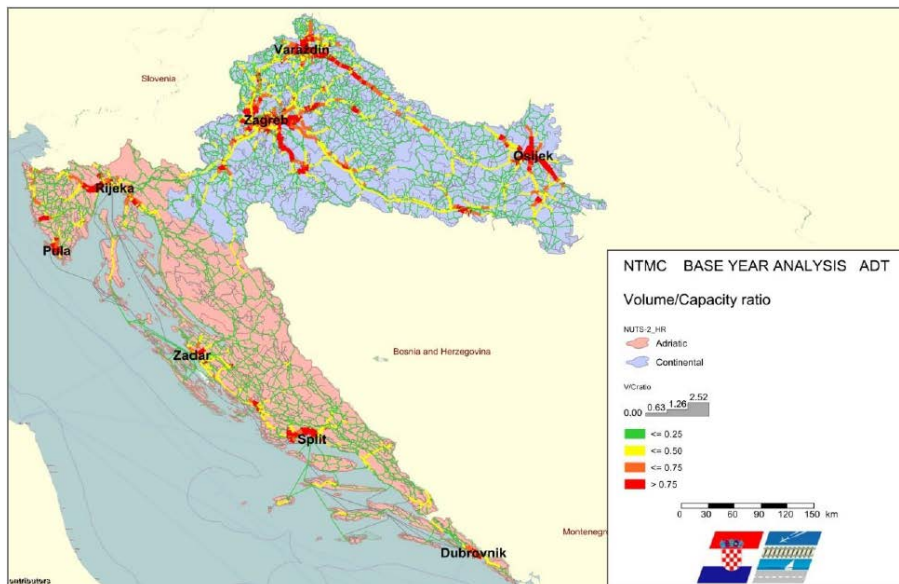 Varaždin
Slovenia
Zagreb
Osijek
Rijeka
Pula
Zadar
Bosnia and Herzegovina
Split
Montenegro
Dubrovnik
ontributors
NTMC BASE YEAR ANALYSIS ADT
Volume/Capacity ratio
NUTS-2_HR
Adriatic
Continental
V/Cratio
0.00 0.63 1.26 2.52
<= 0.25
<= 0.50
<= 0.75
> 0.75
0 30 60 90 120 150
km